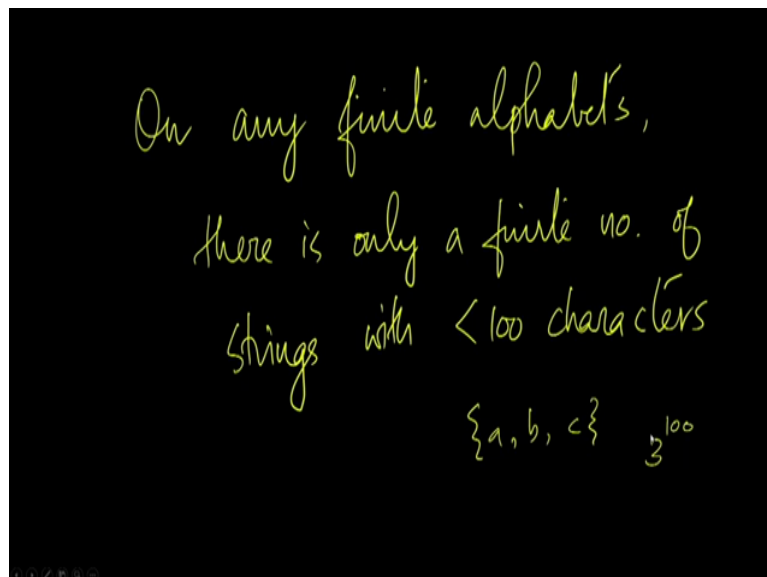 On any finite alphabets,
there is only a finite no. of
strings with <100 characters
{a, b, c} 3^100